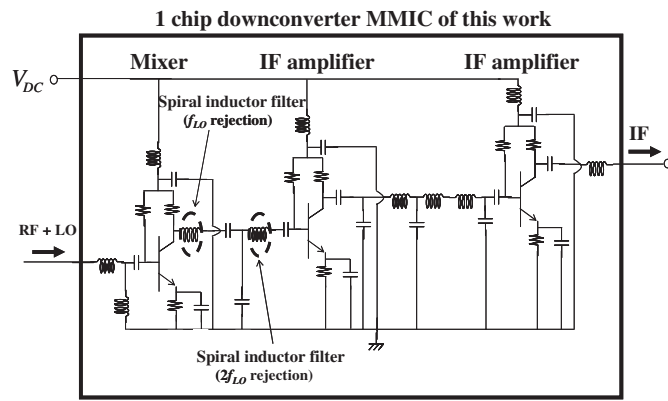 1 chip downconverter MMIC of this work
Mixer
IF amplifier
IF amplifier
V_DC
Spiral inductor filter
(f_LO rejection)
IF
RF + LO
Spiral inductor filter
(2f_LO rejection)